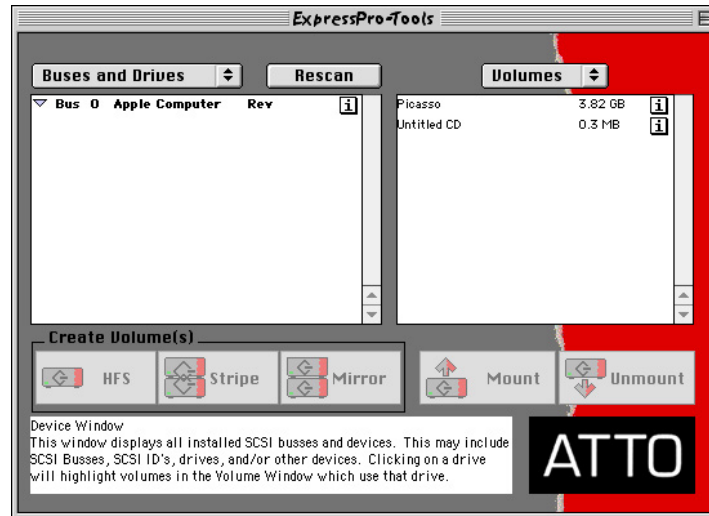 ExpressPro-Tools
Buses and Drives
Rescan
Volumes
Bus 0 Apple Computer Rev
i
Picasso 3.82 GB i
Untitled CD 0.3 MB i
Create Volume(s)
HFS
Stripe
Mirror
Mount
Unmount
Device Window
This window displays all installed SCSI busses and devices. This may include
SCSI Busses, SCSI ID's, drives, and/or other devices. Clicking on a drive
will highlight volumes in the Volume Window which use that drive.
ATTO